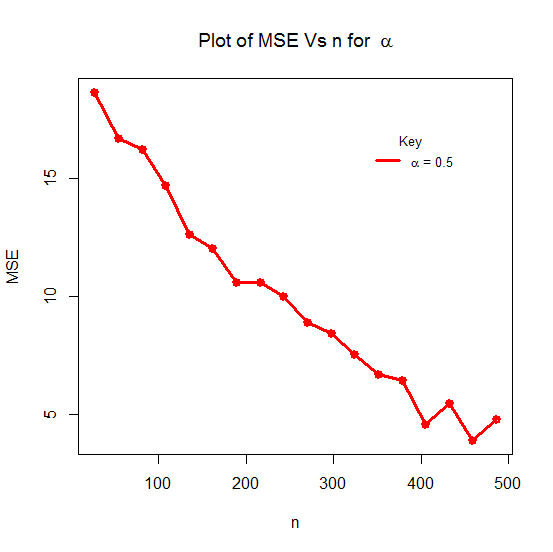 Plot of MSE Vs n for α
Key
α = 0.5
MSE
15
10
5
100 200 300 400 500
n